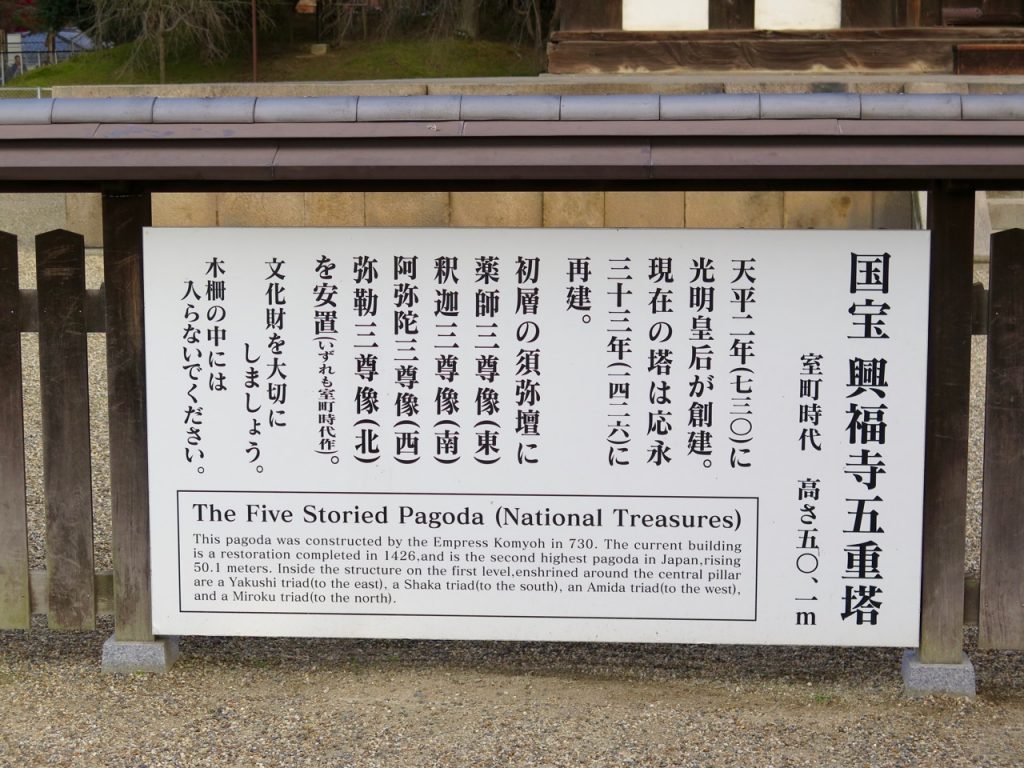 国宝 興福寺五重塔
室町時代 高さ五〇、一m
天平二年(七三〇)に
光明皇后が創建。
現在の塔は応永
三十三年(一四二六)に
再建。
初層の須弥壇に
薬師三尊像(東)
釈迦三尊像(南)
阿弥陀三尊像(西)
弥勒三尊像(北)
を安置(いずれも室町時代作)。
文化財を大切に
しましょう。
木柵の中には
入らないでください。
The Five Storied Pagoda (National Treasures)
This pagoda was constructed by the Empress Komyoh in 730. The current building
is a restoration completed in 1426,and is the second highest pagoda in Japan,rising
50.1 meters. Inside the structure on the first level,enshrined around the central pillar
are a Yakushi triad(to the east), a Shaka triad(to the south), an Amida triad(to the west),
and a Miroku triad(to the north).